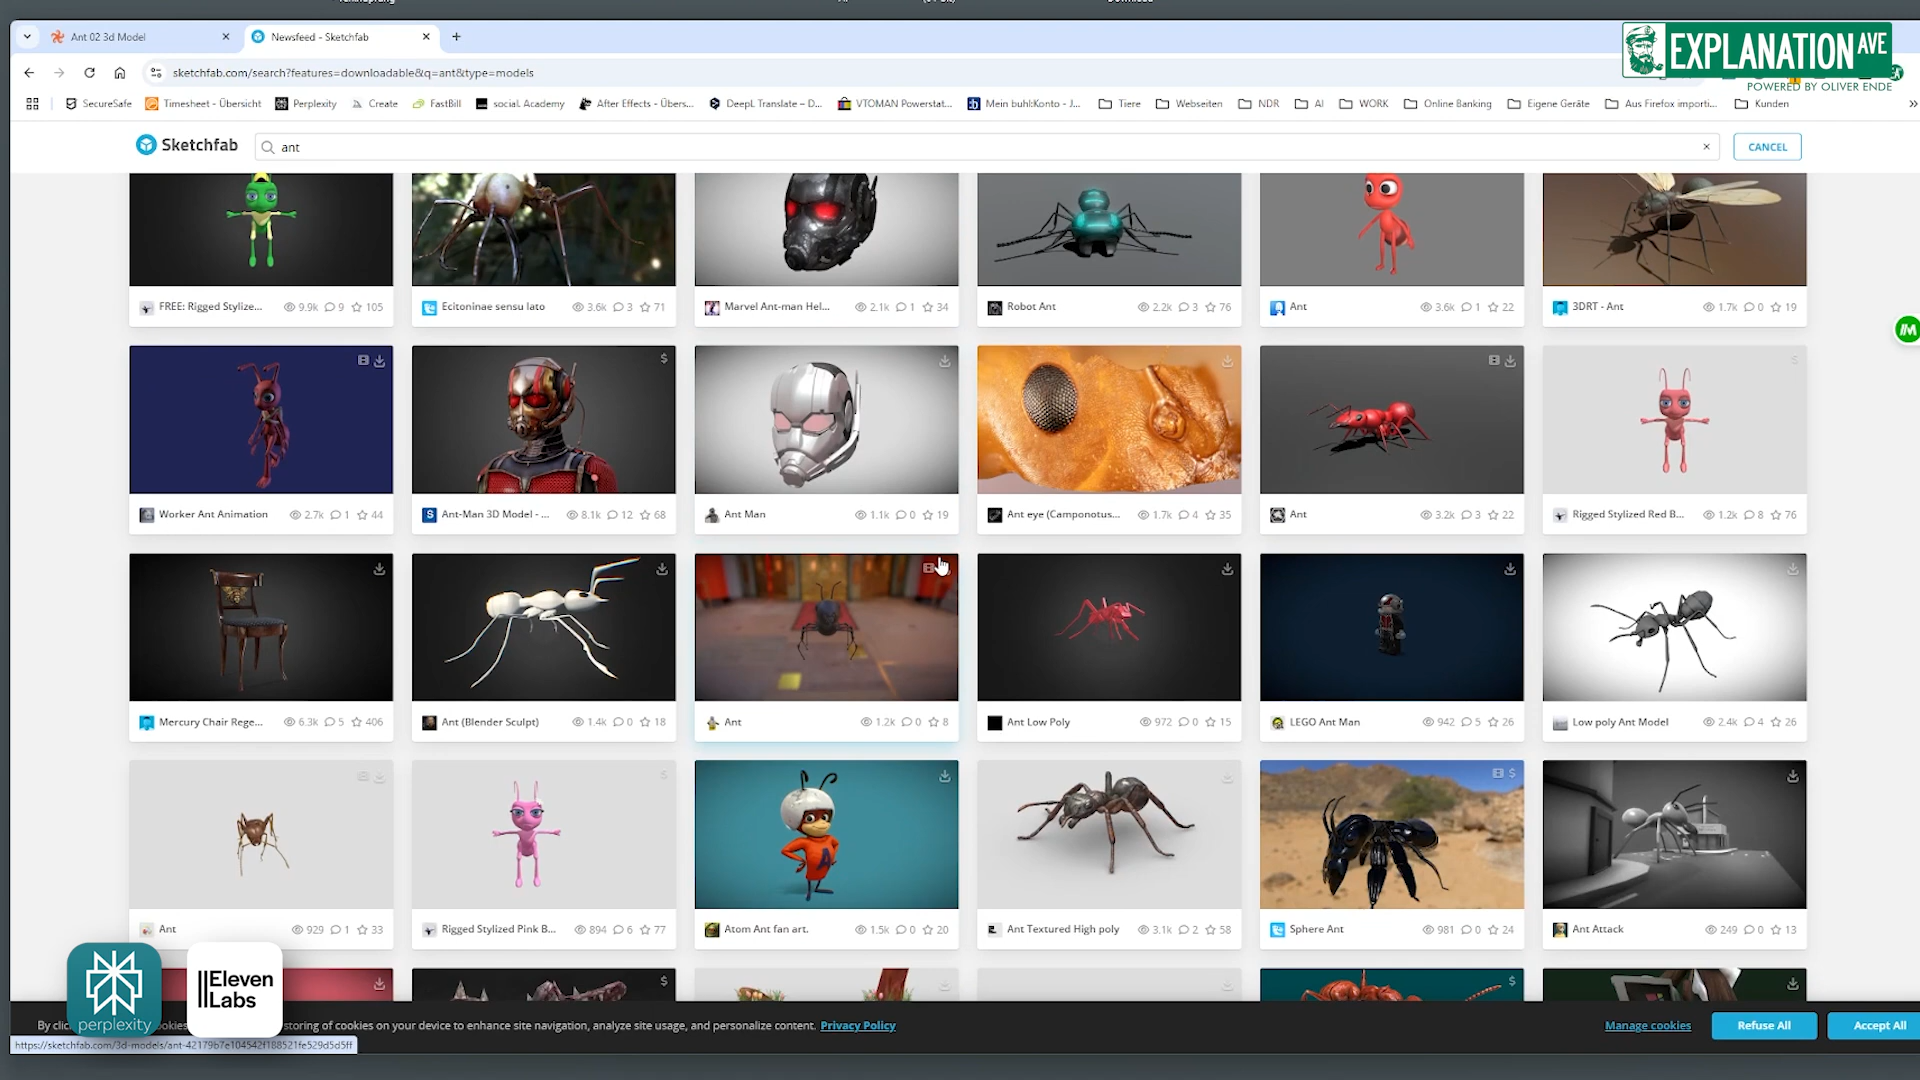 Ant 02 3d Model
Newsfeed - Sketchfab
EXPLANATION AVE
POWERED BY OLIVER ENDE
sketchfab.com/search?features=downloadable&q=ant&type=models
SecureSafe
Timesheet - Übersicht
Perplexity
Create
FastBill
social. Academy
After Effects - Übers...
DeepL Translate – D...
VTOMAN Powerstat...
Mein buhl:Konto - J...
Tiere
Webseiten
NDR
AI
WORK
Online Banking
Eigene Geräte
Aus Firefox importi...
Kunden
Sketchfab
ant
CANCEL
FREE: Rigged Stylize... 9.9k 9 105
Ecitoninae sensu lato 3.6k 3 71
Marvel Ant-man Hel... 2.1k 1 34
Robot Ant 2.2k 3 76
Ant 3.6k 1 22
3DRT - Ant 1.7k 0 19
Worker Ant Animation 2.7k 1 44
Ant-Man 3D Model - ... 8.1k 12 68
Ant Man 1.1k 0 19
Ant eye (Camponotus... 1.7k 4 35
Ant 3.2k 3 22
Rigged Stylized Red B... 1.2k 8 76
Mercury Chair Rege... 6.3k 5 406
Ant (Blender Sculpt) 1.4k 0 18
Ant 1.2k 0 8
Ant Low Poly 972 0 15
LEGO Ant Man 942 5 26
Low poly Ant Model 2.4k 4 26
Ant 929 1 33
Rigged Stylized Pink B... 894 6 77
Atom Ant fan art. 1.5k 0 20
Ant Textured High poly 3.1k 2 58
Sphere Ant 981 0 24
Ant Attack 249 0 13
perplexity
IIElevenLabs
By clic
storing of cookies on your device to enhance site navigation, analyze site usage, and personalize content. Privacy Policy
Manage cookies
Refuse All
Accept All
https://sketchfab.com/3d-models/ant-42179b7e104542f188521fe529d5d5ff